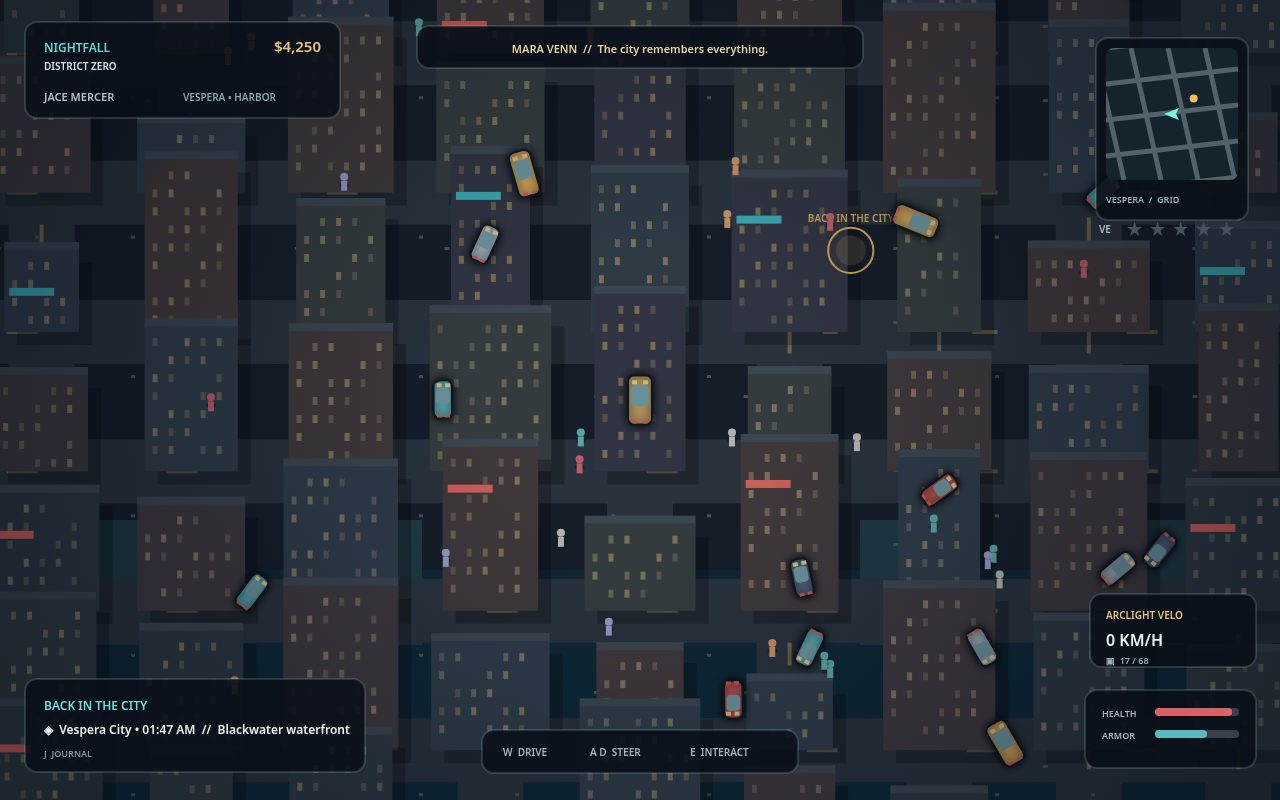 NIGHTFALL
$4,250
DISTRICT ZERO
JACE MERCER
VESPERA • HARBOR
MARA VENN // The city remembers everything.
VESPERA / GRID
VE ★ ★ ★ ★ ★
BACK IN THE CITY
ARCLIGHT VELO
0 KM/H
▣ 17 / 68
HEALTH
ARMOR
BACK IN THE CITY
◈ Vespera City • 01:47 AM // Blackwater waterfront
J JOURNAL
W DRIVE
A D STEER
E INTERACT